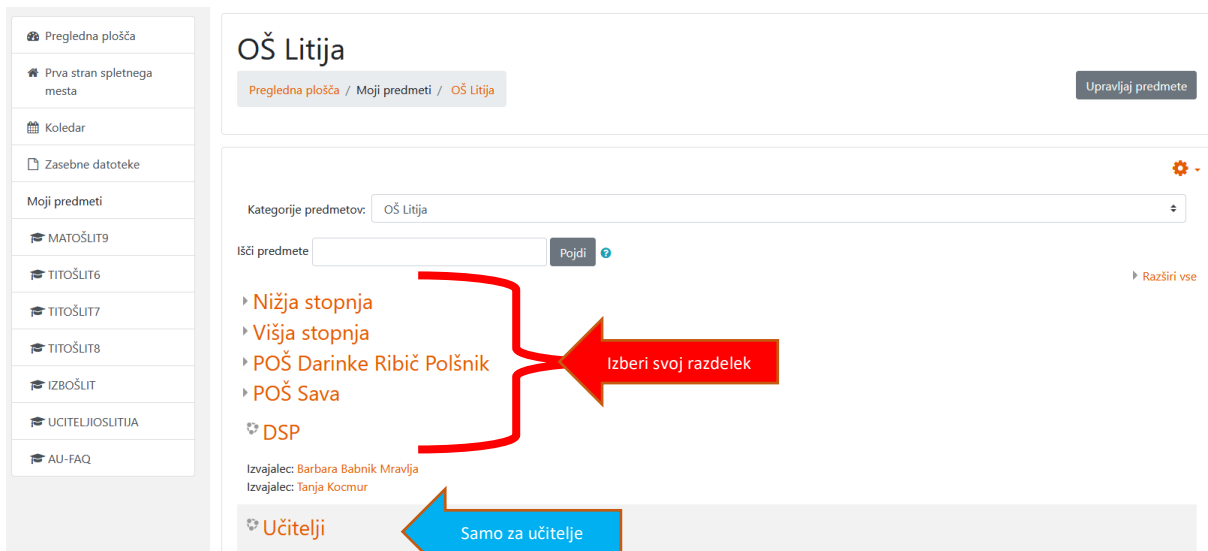 Pregledna plošča
Prva stran spletnega
mesta
Koledar
Zasebne datoteke
Moji predmeti
MATOŠLIT9
TITOŠLIT6
TITOŠLIT7
TITOŠLIT8
IZBOŠLIT
UCITELJIOSLITIJA
AU-FAQ
OŠ Litija
Pregledna plošča / Moji predmeti / OŠ Litija
Upravljaj predmete
Kategorije predmetov: OŠ Litija
Išči predmete Pojdi
Razširi vse
Nižja stopnja
Višja stopnja
POŠ Darinke Ribič Polšnik
POŠ Sava
Izberi svoj razdelek
DSP
Izvajalec: Barbara Babnik Mravlja
Izvajalec: Tanja Kocmur
Učitelji
Samo za učitelje